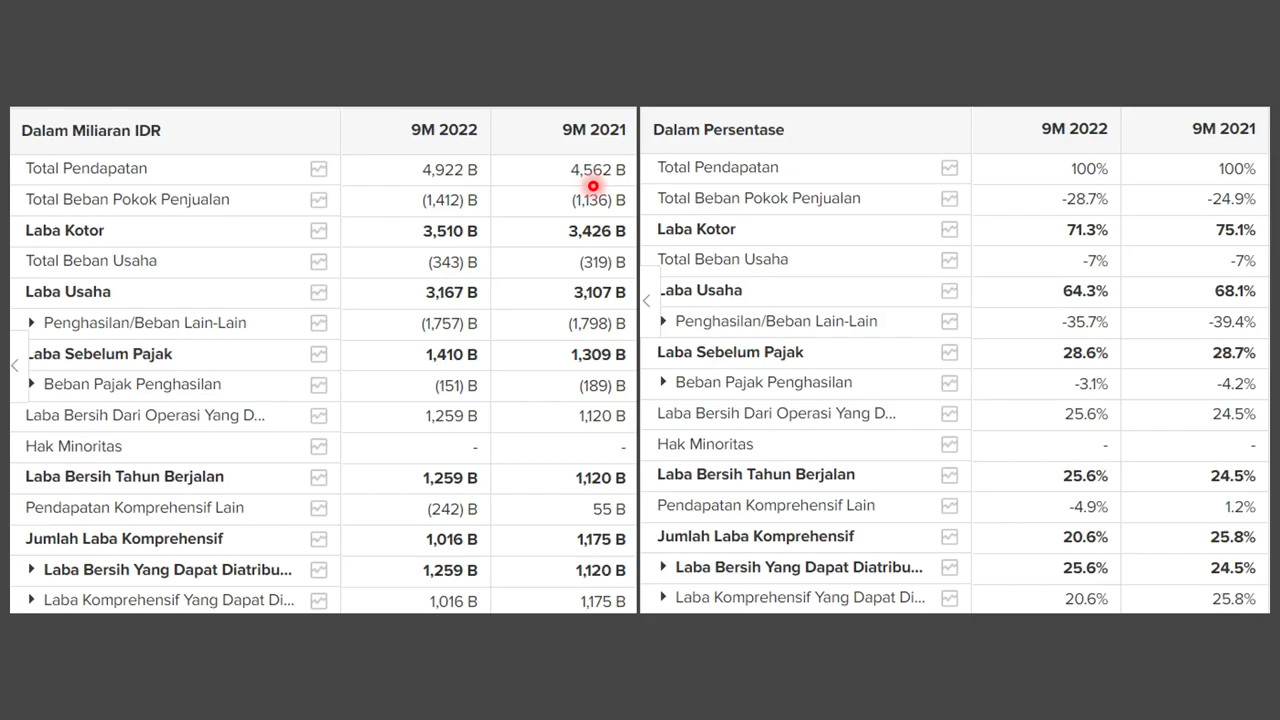 Dalam Miliaran IDR 9M 2022 9M 2021
Total Pendapatan 4,922 B 4,562 B
Total Beban Pokok Penjualan (1,412) B (1,136) B
Laba Kotor 3,510 B 3,426 B
Total Beban Usaha (343) B (319) B
Laba Usaha 3,167 B 3,107 B
Penghasilan/Beban Lain-Lain (1,757) B (1,798) B
Laba Sebelum Pajak 1,410 B 1,309 B
Beban Pajak Penghasilan (151) B (189) B
Laba Bersih Dari Operasi Yang D... 1,259 B 1,120 B
Hak Minoritas - -
Laba Bersih Tahun Berjalan 1,259 B 1,120 B
Pendapatan Komprehensif Lain (242) B 55 B
Jumlah Laba Komprehensif 1,016 B 1,175 B
Laba Bersih Yang Dapat Diatribu... 1,259 B 1,120 B
Laba Komprehensif Yang Dapat Di... 1,016 B 1,175 B
Dalam Persentase 9M 2022 9M 2021
Total Pendapatan 100% 100%
Total Beban Pokok Penjualan -28.7% -24.9%
Laba Kotor 71.3% 75.1%
Total Beban Usaha -7% -7%
Laba Usaha 64.3% 68.1%
Penghasilan/Beban Lain-Lain -35.7% -39.4%
Laba Sebelum Pajak 28.6% 28.7%
Beban Pajak Penghasilan -3.1% -4.2%
Laba Bersih Dari Operasi Yang D... 25.6% 24.5%
Hak Minoritas - -
Laba Bersih Tahun Berjalan 25.6% 24.5%
Pendapatan Komprehensif Lain -4.9% 1.2%
Jumlah Laba Komprehensif 20.6% 25.8%
Laba Bersih Yang Dapat Diatribu... 25.6% 24.5%
Laba Komprehensif Yang Dapat Di... 20.6% 25.8%